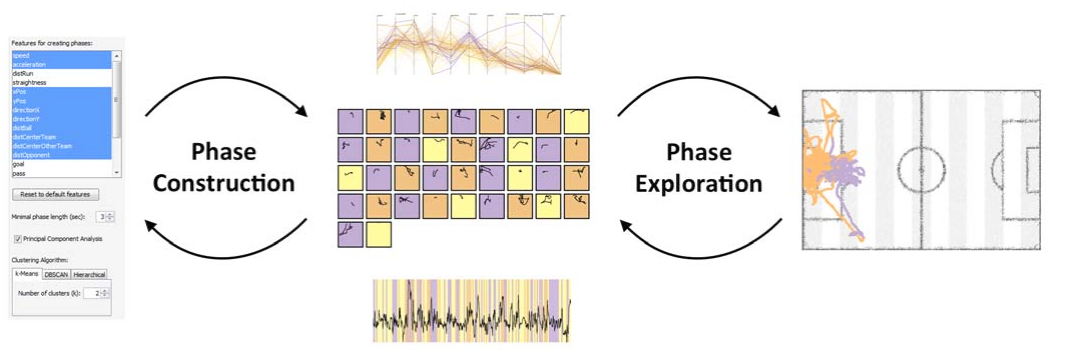 Features for creating phases:
speed
acceleration
distRun
straightness
xPos
yPos
directionX
directionY
distBall
distCenterTeam
distCenterOtherTeam
distOpponent
goal
pass
Reset to default features
Minimal phase length (sec): 3
Principal Component Analysis
Clustering Algorithm:
k-Means DBSCAN Hierarchical
Number of clusters (k): 2
Phase
Construction
Phase
Exploration